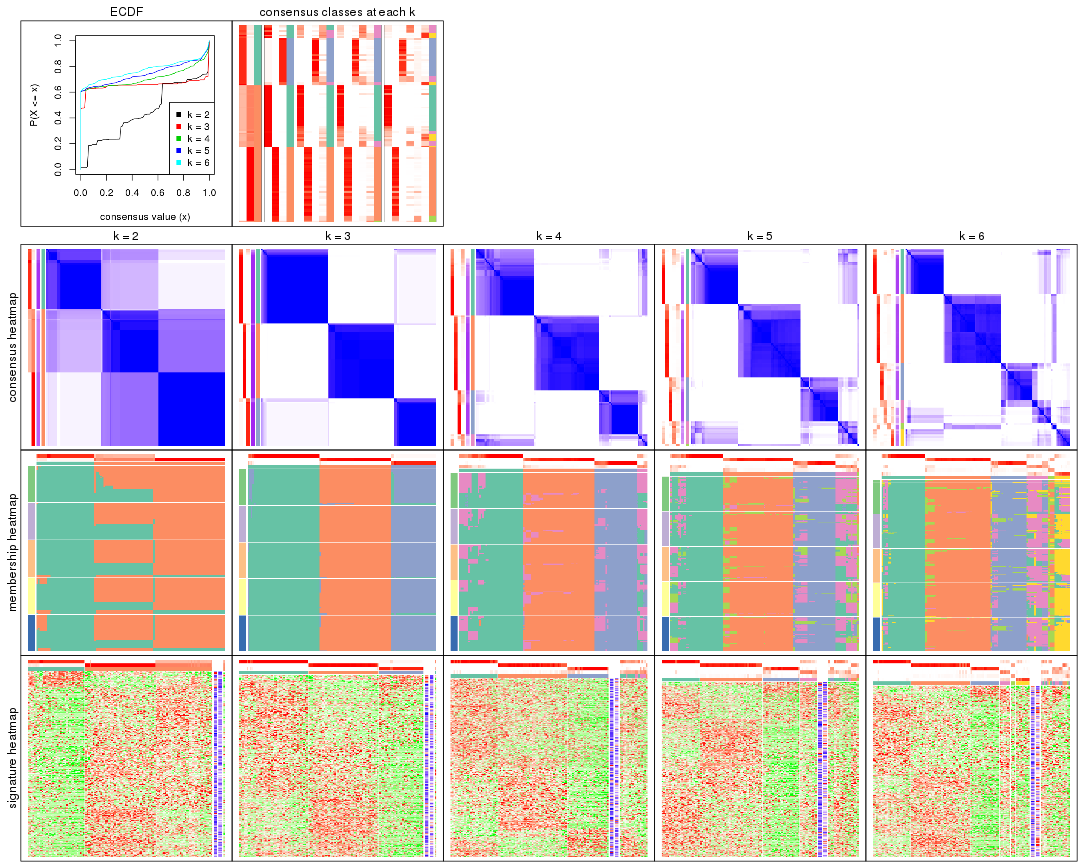 ECDF
consensus classes at each k
P(X <= x)
0.0 0.2 0.4 0.6 0.8 1.0
k = 2
k = 3
k = 4
k = 5
k = 6
0.0 0.2 0.4 0.6 0.8 1.0
consensus value (x)
k = 2 k = 3 k = 4 k = 5 k = 6
consensus heatmap
membership heatmap
signature heatmap